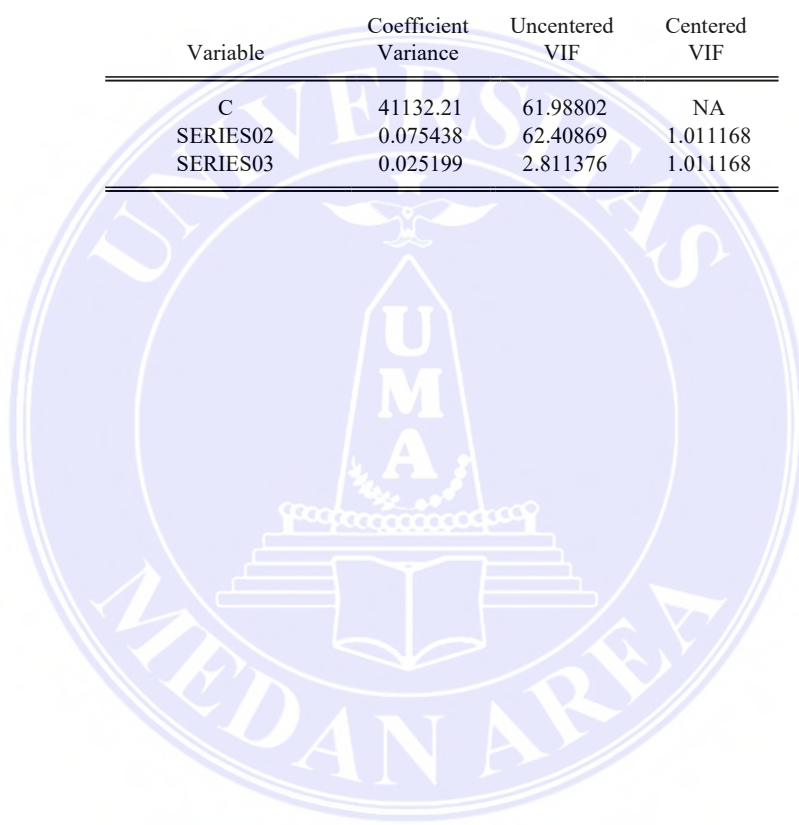 Coefficient Uncentered Centered
Variable Variance VIF VIF
C 41132.21 61.98802 NA
SERIES02 0.075438 62.40869 1.011168
SERIES03 0.025199 2.811376 1.011168
UNIVERSITAS
U
M
A
MEDAN AREA